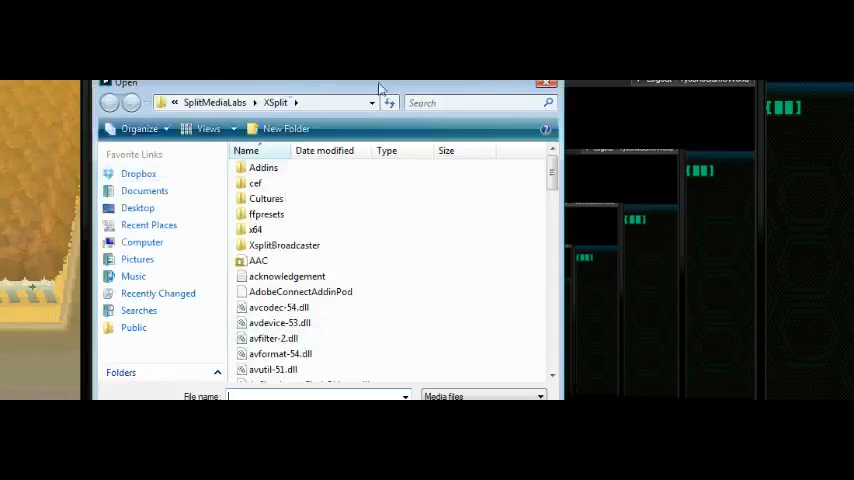 Open
« SplitMediaLabs XSplit
Search
Organize Views New Folder
Favorite Links
Dropbox
Documents
Desktop
Recent Places
Computer
Pictures
Music
Recently Changed
Searches
Public
Folders
Name Date modified Type Size
Addins
cef
Cultures
ffpresets
x64
XsplitBroadcaster
AAC
acknowledgement
AdobeConnectAddinPod
avcodec-54.dll
avdevice-53.dll
avfilter-2.dll
avformat-54.dll
avutil-51.dll
File name: Media files